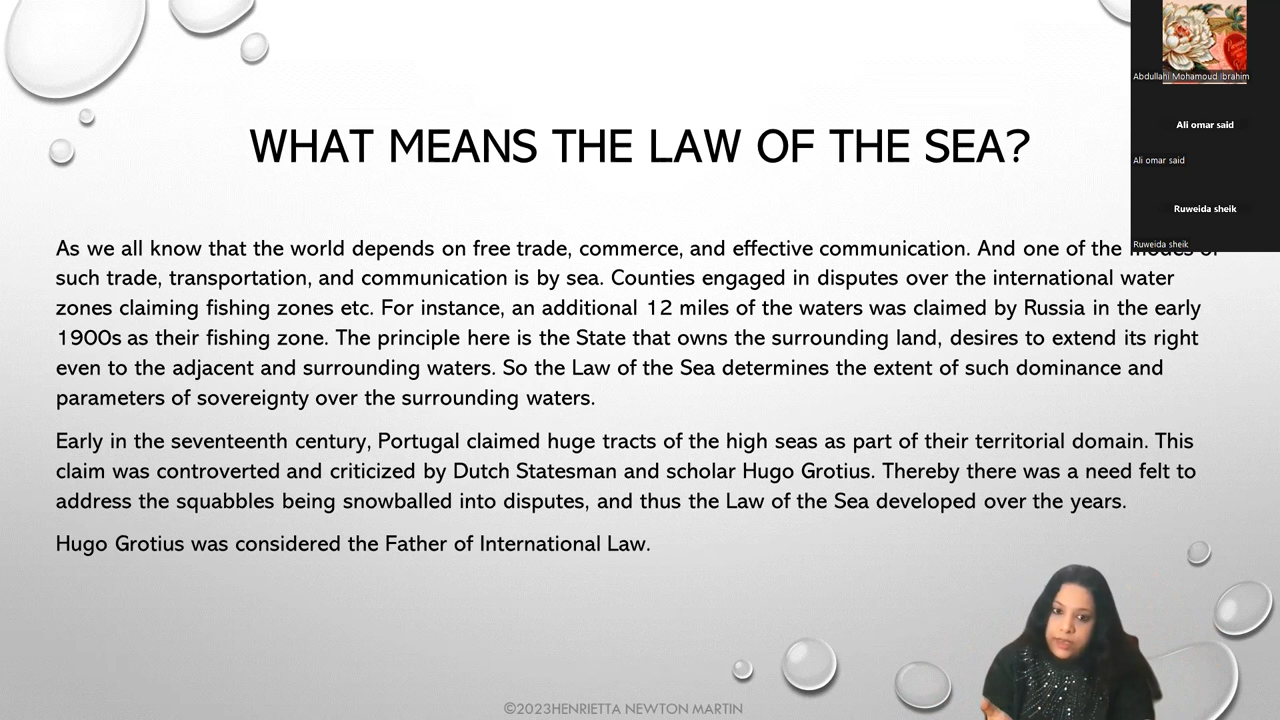 WHAT MEANS THE LAW OF THE SEA?
As we all know that the world depends on free trade, commerce, and effective communication. And one of the modes of
such trade, transportation, and communication is by sea. Counties engaged in disputes over the international water
zones claiming fishing zones etc. For instance, an additional 12 miles of the waters was claimed by Russia in the early
1900s as their fishing zone. The principle here is the State that owns the surrounding land, desires to extend its right
even to the adjacent and surrounding waters. So the Law of the Sea determines the extent of such dominance and
parameters of sovereignty over the surrounding waters.
Early in the seventeenth century, Portugal claimed huge tracts of the high seas as part of their territorial domain. This
claim was controverted and criticized by Dutch Statesman and scholar Hugo Grotius. Thereby there was a need felt to
address the squabbles being snowballed into disputes, and thus the Law of the Sea developed over the years.
Hugo Grotius was considered the Father of International Law.
©2023HENRIETTA NEWTON MARTIN
Abdullahi Mohamoud Ibrahim
Ali omar said
Ali omar said
Ruweida sheik
Ruweida sheik